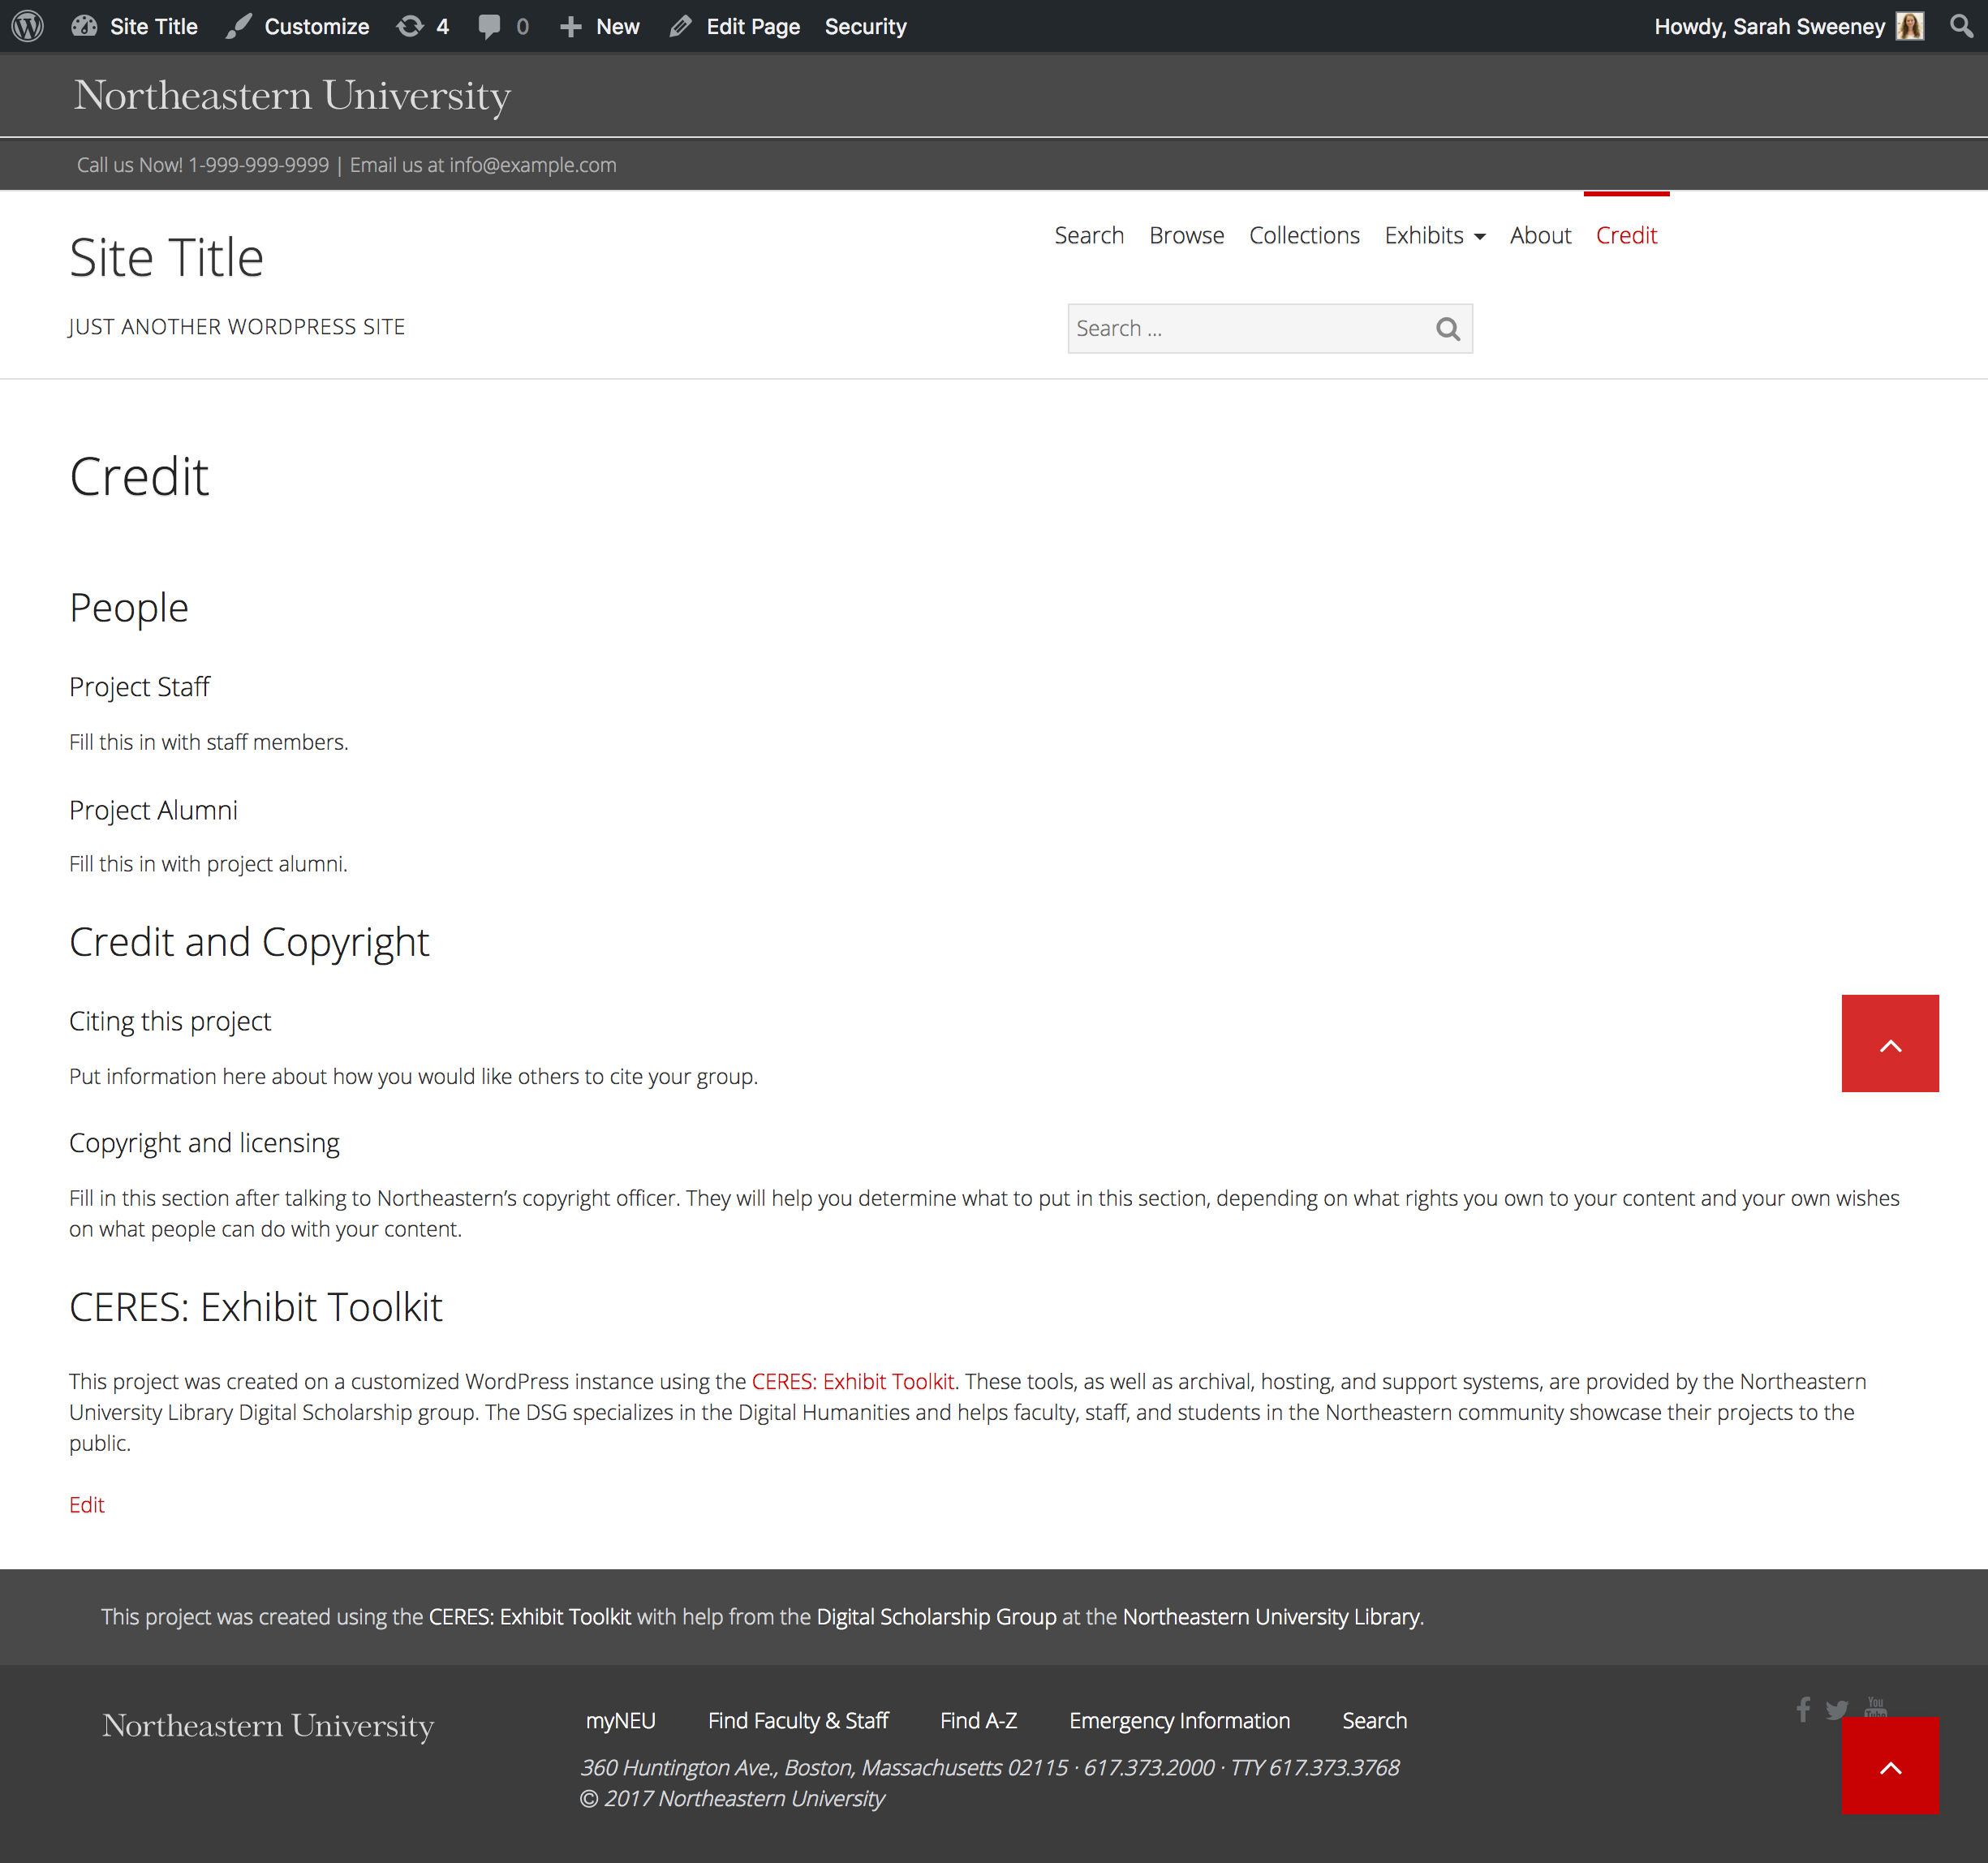 Site Title Customize 4 0 New Edit Page Security Howdy, Sarah Sweeney
Northeastern University
Call us Now! 1-999-999-9999 | Email us at info@example.com
Search Browse Collections Exhibits About Credit
Site Title
JUST ANOTHER WORDPRESS SITE
Search ...
Credit
People
Project Staff
Fill this in with staff members.
Project Alumni
Fill this in with project alumni.
Credit and Copyright
Citing this project
Put information here about how you would like others to cite your group.
Copyright and licensing
Fill in this section after talking to Northeastern’s copyright officer. They will help you determine what to put in this section, depending on what rights you own to your content and your own wishes
on what people can do with your content.
CERES: Exhibit Toolkit
This project was created on a customized WordPress instance using the CERES: Exhibit Toolkit. These tools, as well as archival, hosting, and support systems, are provided by the Northeastern
University Library Digital Scholarship group. The DSG specializes in the Digital Humanities and helps faculty, staff, and students in the Northeastern community showcase their projects to the
public.
Edit
This project was created using the CERES: Exhibit Toolkit with help from the Digital Scholarship Group at the Northeastern University Library.
Northeastern University
myNEU Find Faculty & Staff Find A-Z Emergency Information Search
You
Tube
360 Huntington Ave., Boston, Massachusetts 02115 · 617.373.2000 · TTY 617.373.3768
© 2017 Northeastern University